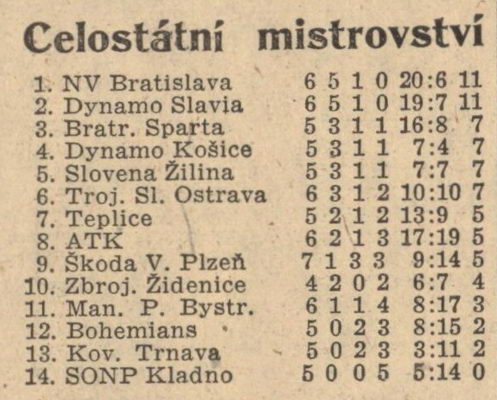 Celostátní mistrovství
1. NV Bratislava 6 5 1 0 20:6 11
2. Dynamo Slavia 6 5 1 0 19:7 11
3. Bratr. Sparta 5 3 1 1 16:8 7
4. Dynamo Košice 5 3 1 1 7:4 7
5. Slovena Žilina 5 3 1 1 7:7 7
6. Troj. Sl. Ostrava 6 3 1 2 10:10 7
7. Teplice 5 2 1 2 13:9 5
8. ATK 6 2 1 3 17:19 5
9. Škoda V. Plzeň 7 1 3 3 9:14 5
10. Zbroj. Židenice 4 2 0 2 6:7 4
11. Man. P. Bystr. 6 1 1 4 8:17 3
12. Bohemians 5 0 2 3 8:15 2
13. Kov. Trnava 5 0 2 3 3:11 2
14. SONP Kladno 5 0 0 5 5:14 0